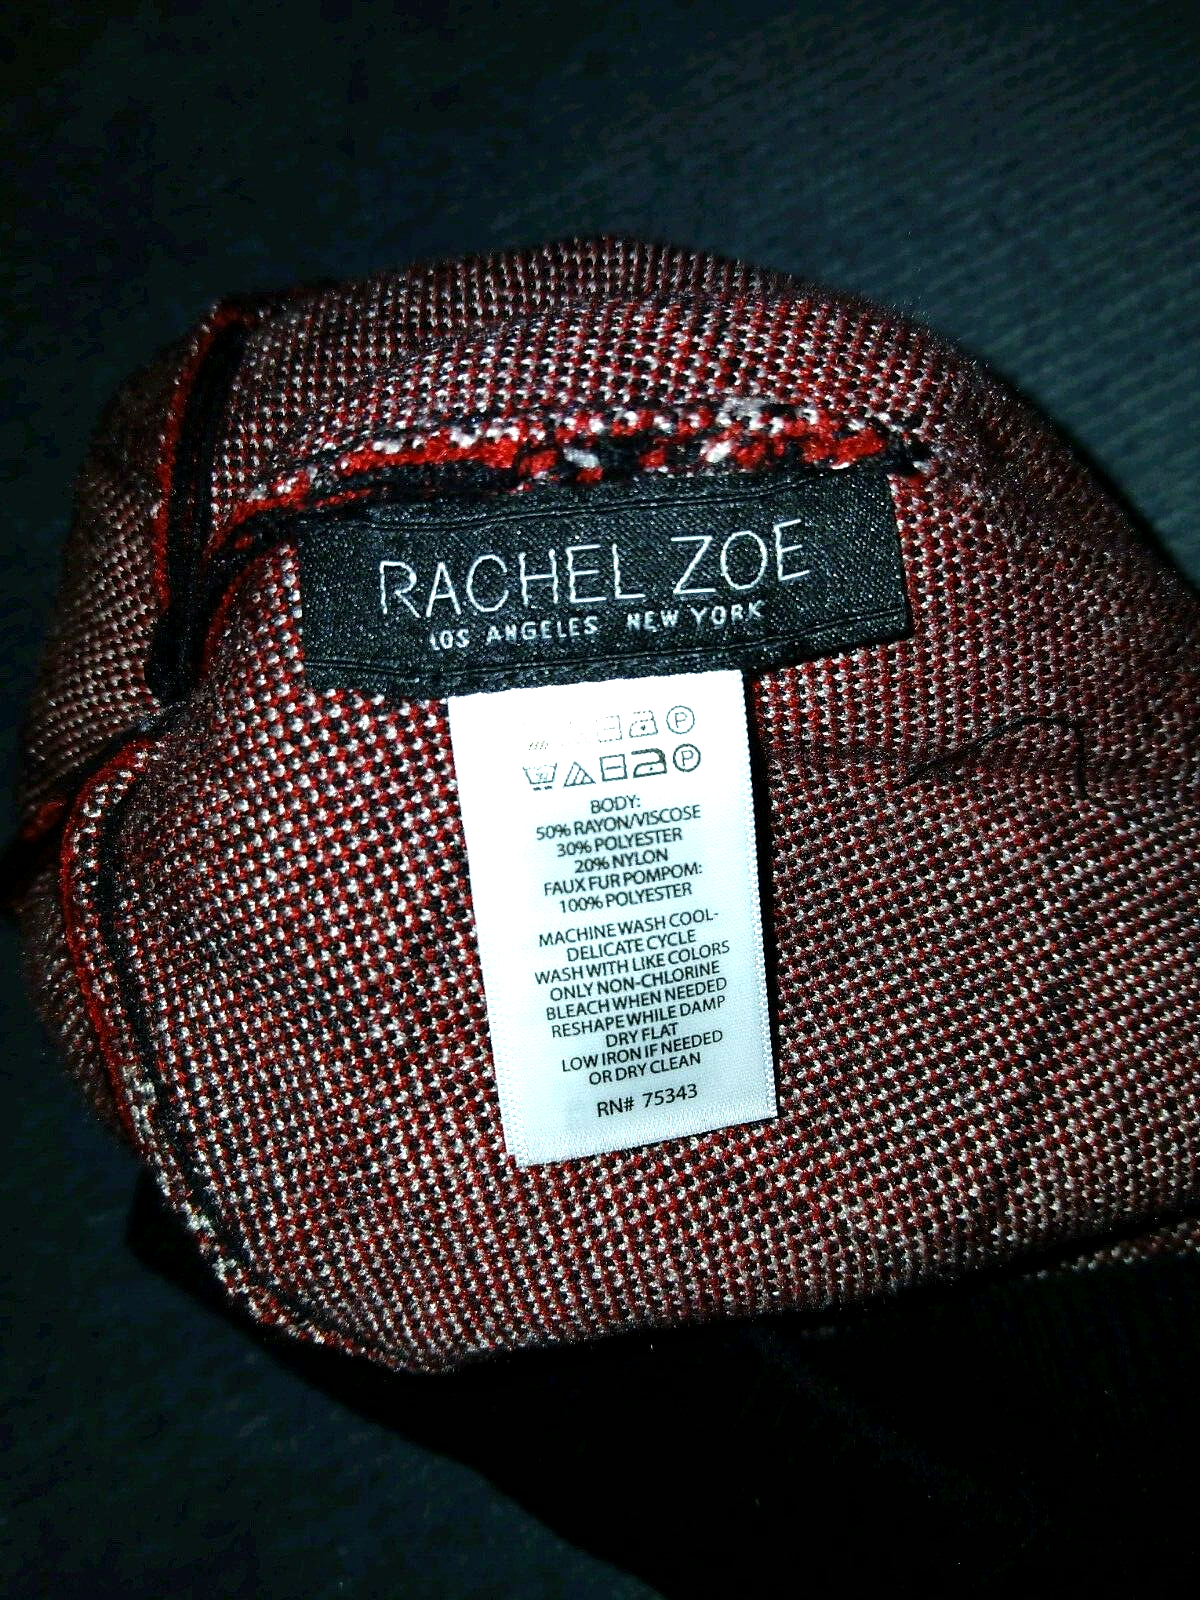 RACHEL ZOE
LOS ANGELES NEW YORK
P
P
BODY:
50% RAYON/VISCOSE
30% POLYESTER
20% NYLON
FAUX FUR POMPOM:
100% POLYESTER
MACHINE WASH COOL-
DELICATE CYCLE
WASH WITH LIKE COLORS
ONLY NON-CHLORINE
BLEACH WHEN NEEDED
RESHAPE WHILE DAMP
DRY FLAT
LOW IRON IF NEEDED
OR DRY CLEAN
RN# 75343